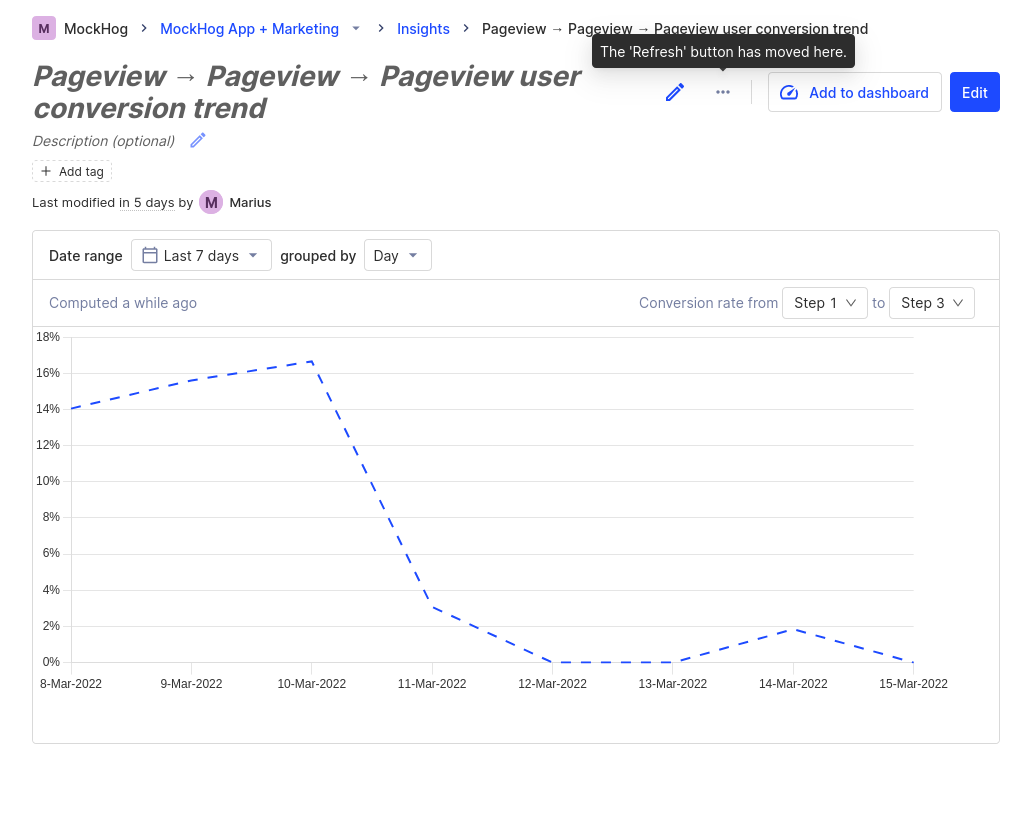 M MockHog > MockHog App + Marketing > Insights > Pageview → Pageview → Pageview user conversion trend
The 'Refresh' button has moved here.
Pageview → Pageview → Pageview user
conversion trend
Add to dashboard
Edit
Description (optional)
+ Add tag
Last modified in 5 days by M Marius
Date range Last 7 days grouped by Day
Computed a while ago
Conversion rate from Step 1 to Step 3
18%
16%
14%
12%
10%
8%
6%
4%
2%
0%
8-Mar-2022 9-Mar-2022 10-Mar-2022 11-Mar-2022 12-Mar-2022 13-Mar-2022 14-Mar-2022 15-Mar-2022